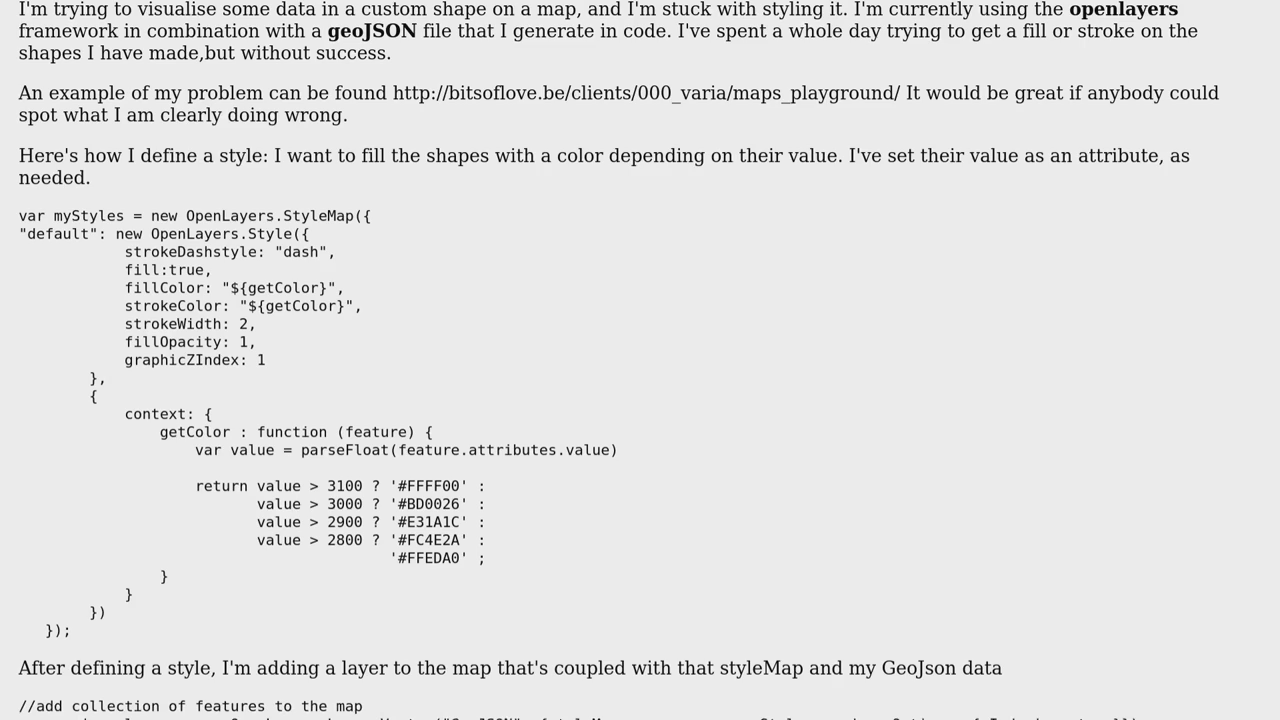 I'm trying to visualise some data in a custom shape on a map, and I'm stuck with styling it. I'm currently using the openlayers
framework in combination with a geoJSON file that I generate in code. I've spent a whole day trying to get a fill or stroke on the
shapes I have made,but without success.
An example of my problem can be found http://bitsoflove.be/clients/000_varia/maps_playground/ It would be great if anybody could
spot what I am clearly doing wrong.
Here's how I define a style: I want to fill the shapes with a color depending on their value. I've set their value as an attribute, as
needed.
var myStyles = new OpenLayers.StyleMap({
"default": new OpenLayers.Style({
            strokeDashstyle: "dash",
            fill:true,
            fillColor: "${getColor}",
            strokeColor: "${getColor}",
            strokeWidth: 2,
            fillOpacity: 1,
            graphicZIndex: 1
        },
        {
            context: {
                getColor : function (feature) {
                    var value = parseFloat(feature.attributes.value)
                    return value > 3100 ? '#FFFF00' :
                           value > 3000 ? '#BD0026' :
                           value > 2900 ? '#E31A1C' :
                           value > 2800 ? '#FC4E2A' :
                                          '#FFEDA0' ;
                }
            }
        })
   });
After defining a style, I'm adding a layer to the map that's coupled with that styleMap and my GeoJson data
//add collection of features to the map